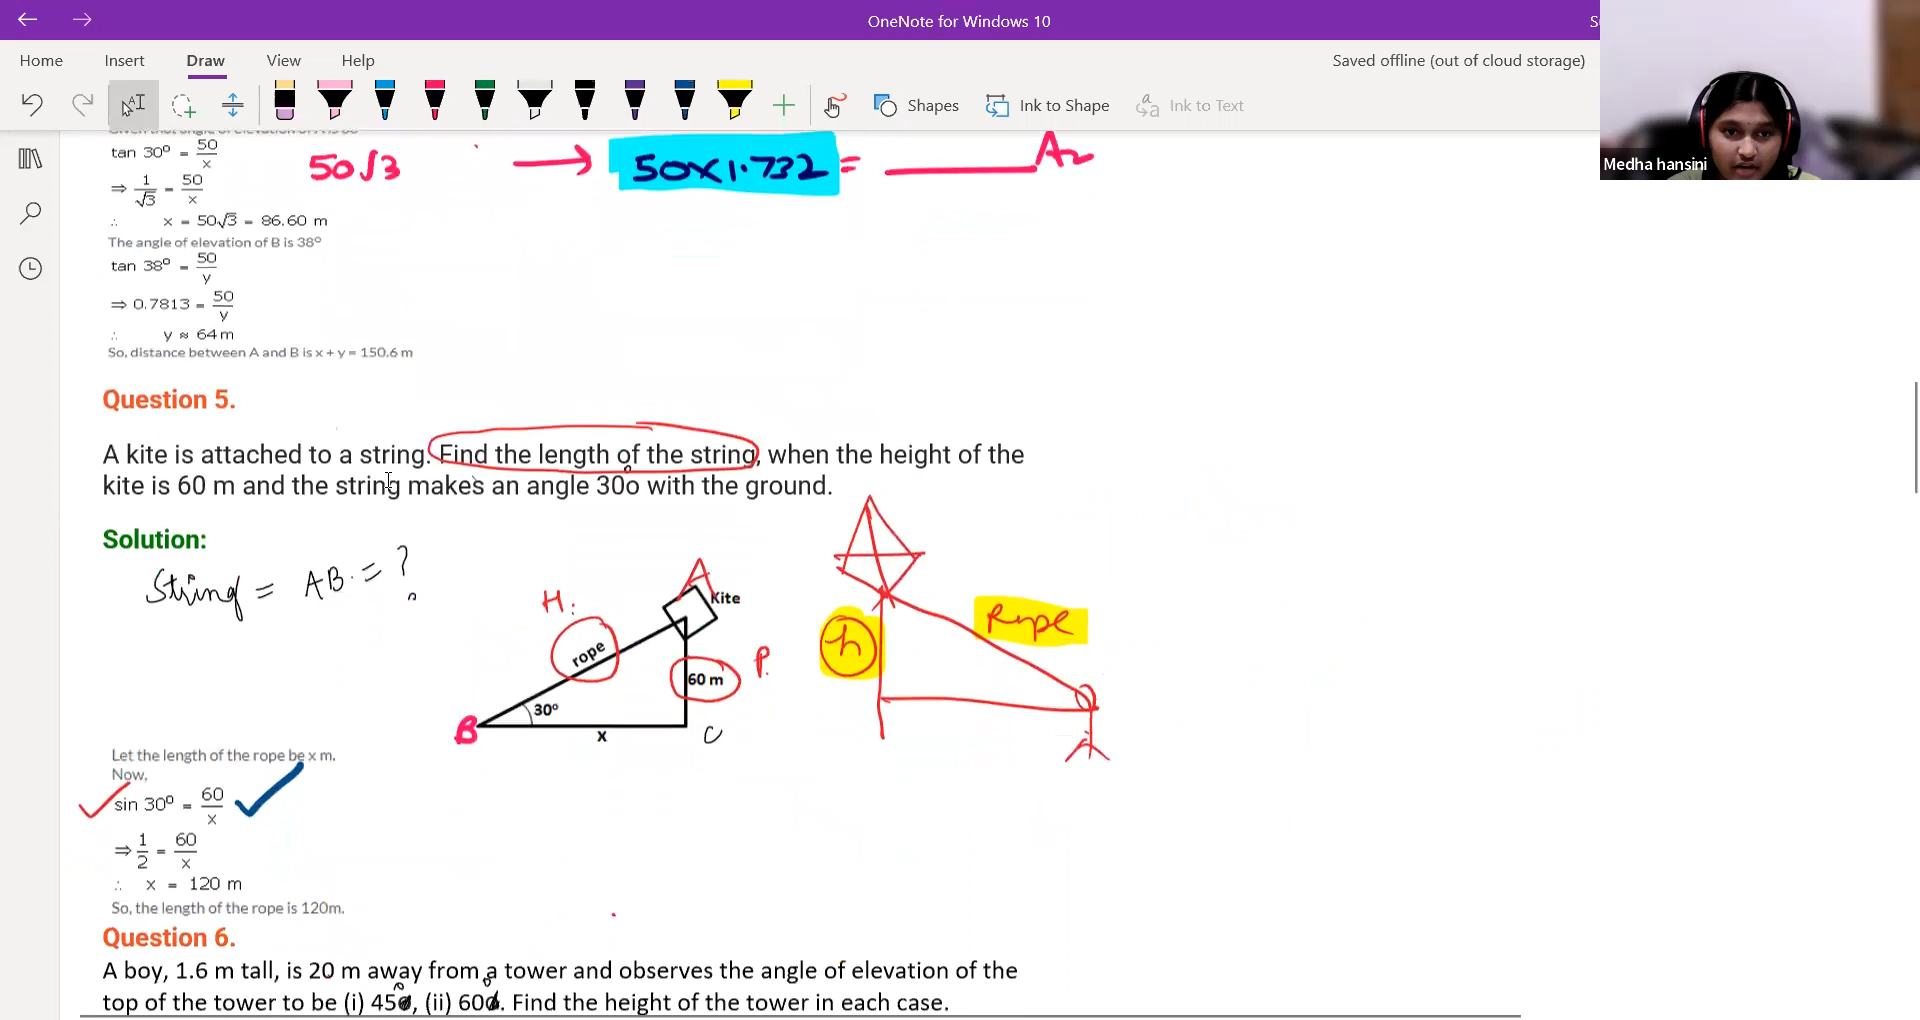 OneNote for Windows 10
Home Insert Draw View Help
Saved offline (out of cloud storage)
Shapes Ink to Shape Ink to Text
Medha hansini
tan 30º = 50/x
50√3 → 50×1.732 = A
⇒ 1/√3 = 50/x
∴ x = 50√3 = 86.60 m
The angle of elevation of B is 38º
tan 38º = 50/y
⇒ 0.7813 = 50/y
∴ y ≈ 64 m
So, distance between A and B is x + y = 150.6 m
Question 5.
A kite is attached to a string. Find the length of the string, when the height of the
kite is 60 m and the string makes an angle 30o with the ground.
Solution:
String = AB = ?
H: A Kite
rope 60 m P.
30º
B x C
h Rope
Let the length of the rope be x m.
Now,
sin 30º = 60/x
⇒ 1/2 = 60/x
∴ x = 120 m
So, the length of the rope is 120m.
Question 6.
A boy, 1.6 m tall, is 20 m away from a tower and observes the angle of elevation of the
top of the tower to be (i) 45º, (ii) 60º. Find the height of the tower in each case.